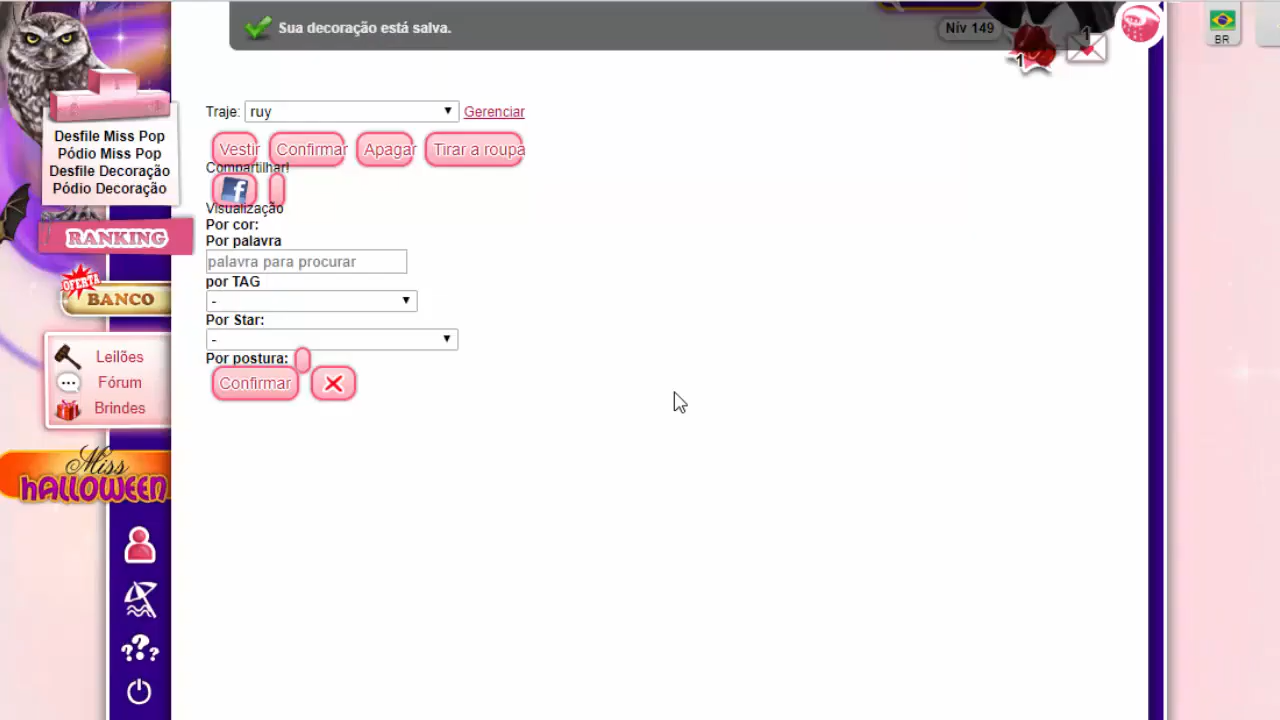 Sua decoração está salva.
Nív 149
1
1
BR
Desfile Miss Pop
Pódio Miss Pop
Desfile Decoração
Pódio Decoração
RANKING
OFERTA
BANCO
Leilões
Fórum
Brindes
Miss
hALLOWEEN
Traje: ruy Gerenciar
Vestir Confirmar Apagar Tirar a roupa
Compartilhar!
f
Visualização
Por cor:
Por palavra
palavra para procurar
por TAG
-
Por Star:
-
Por postura:
Confirmar